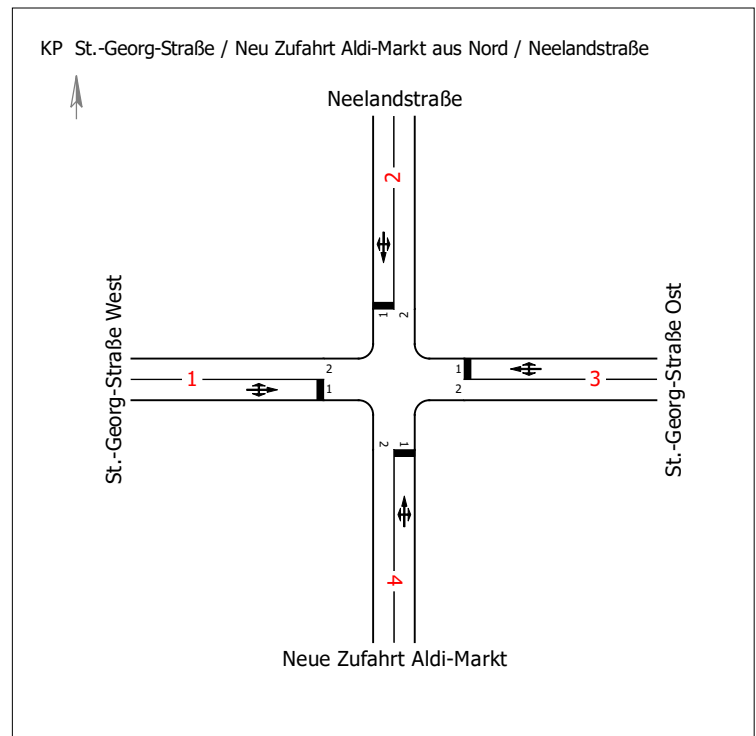 KP St.-Georg-Straße / Neu Zufahrt Aldi-Markt aus Nord / Neelandstraße
Neelandstraße
2
1
2
St.-Georg-Straße West
1
2
1
1
2
3
St.-Georg-Straße Ost
2
1
4
Neue Zufahrt Aldi-Markt